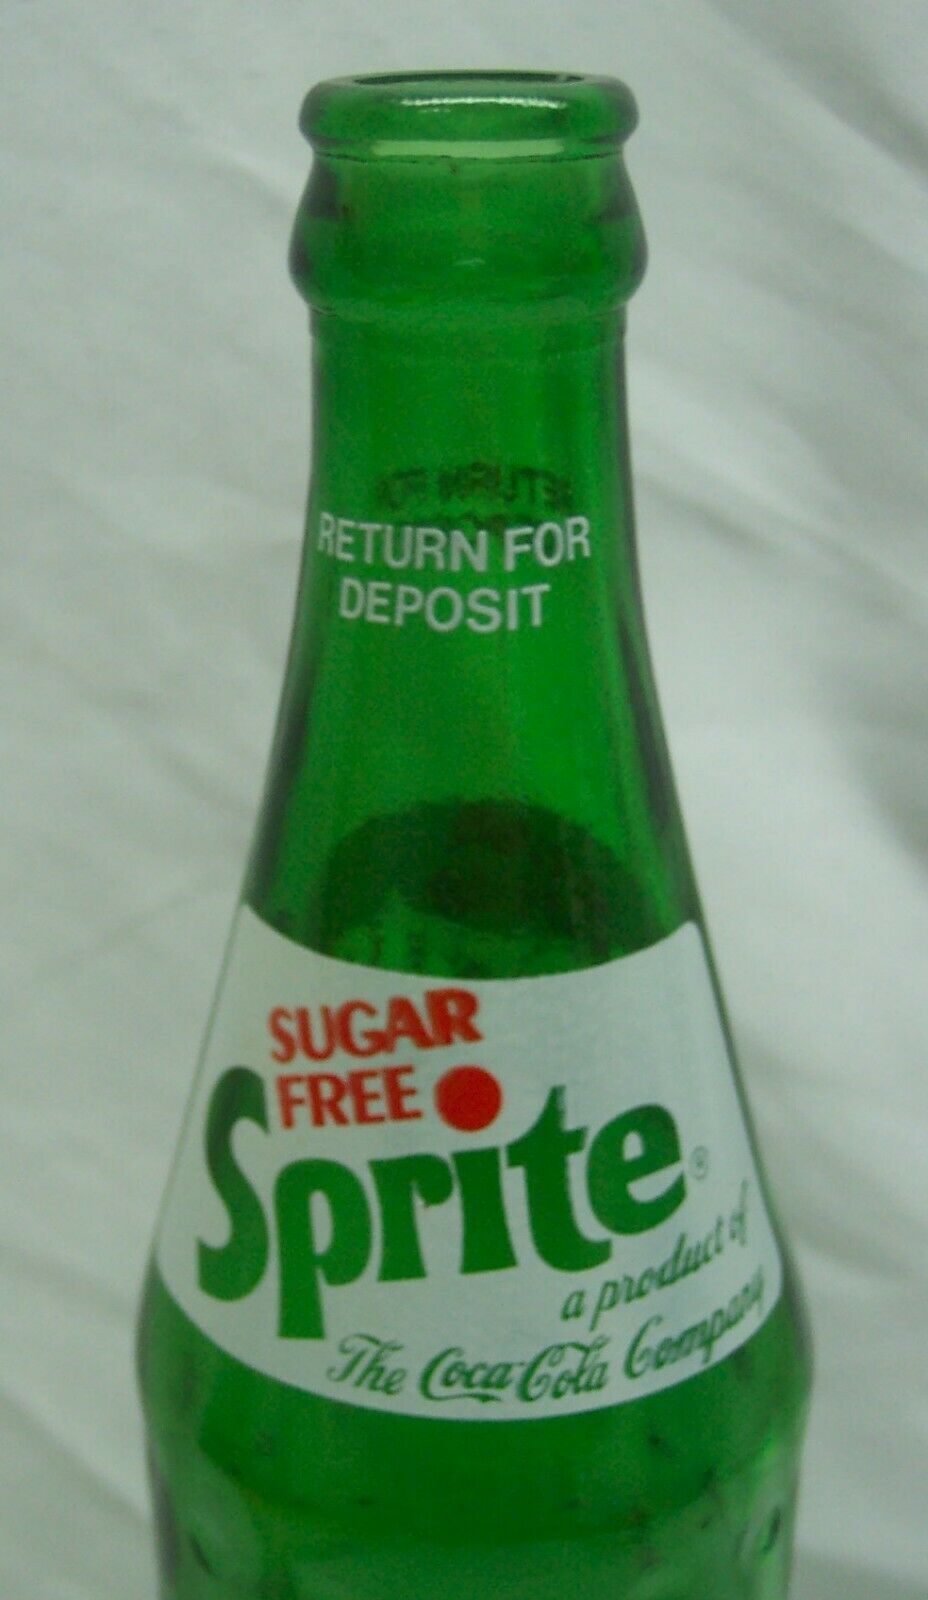 RETURN FOR
DEPOSIT
SUGAR
FREE
Sprite®
a product of
The Coca-Cola Company